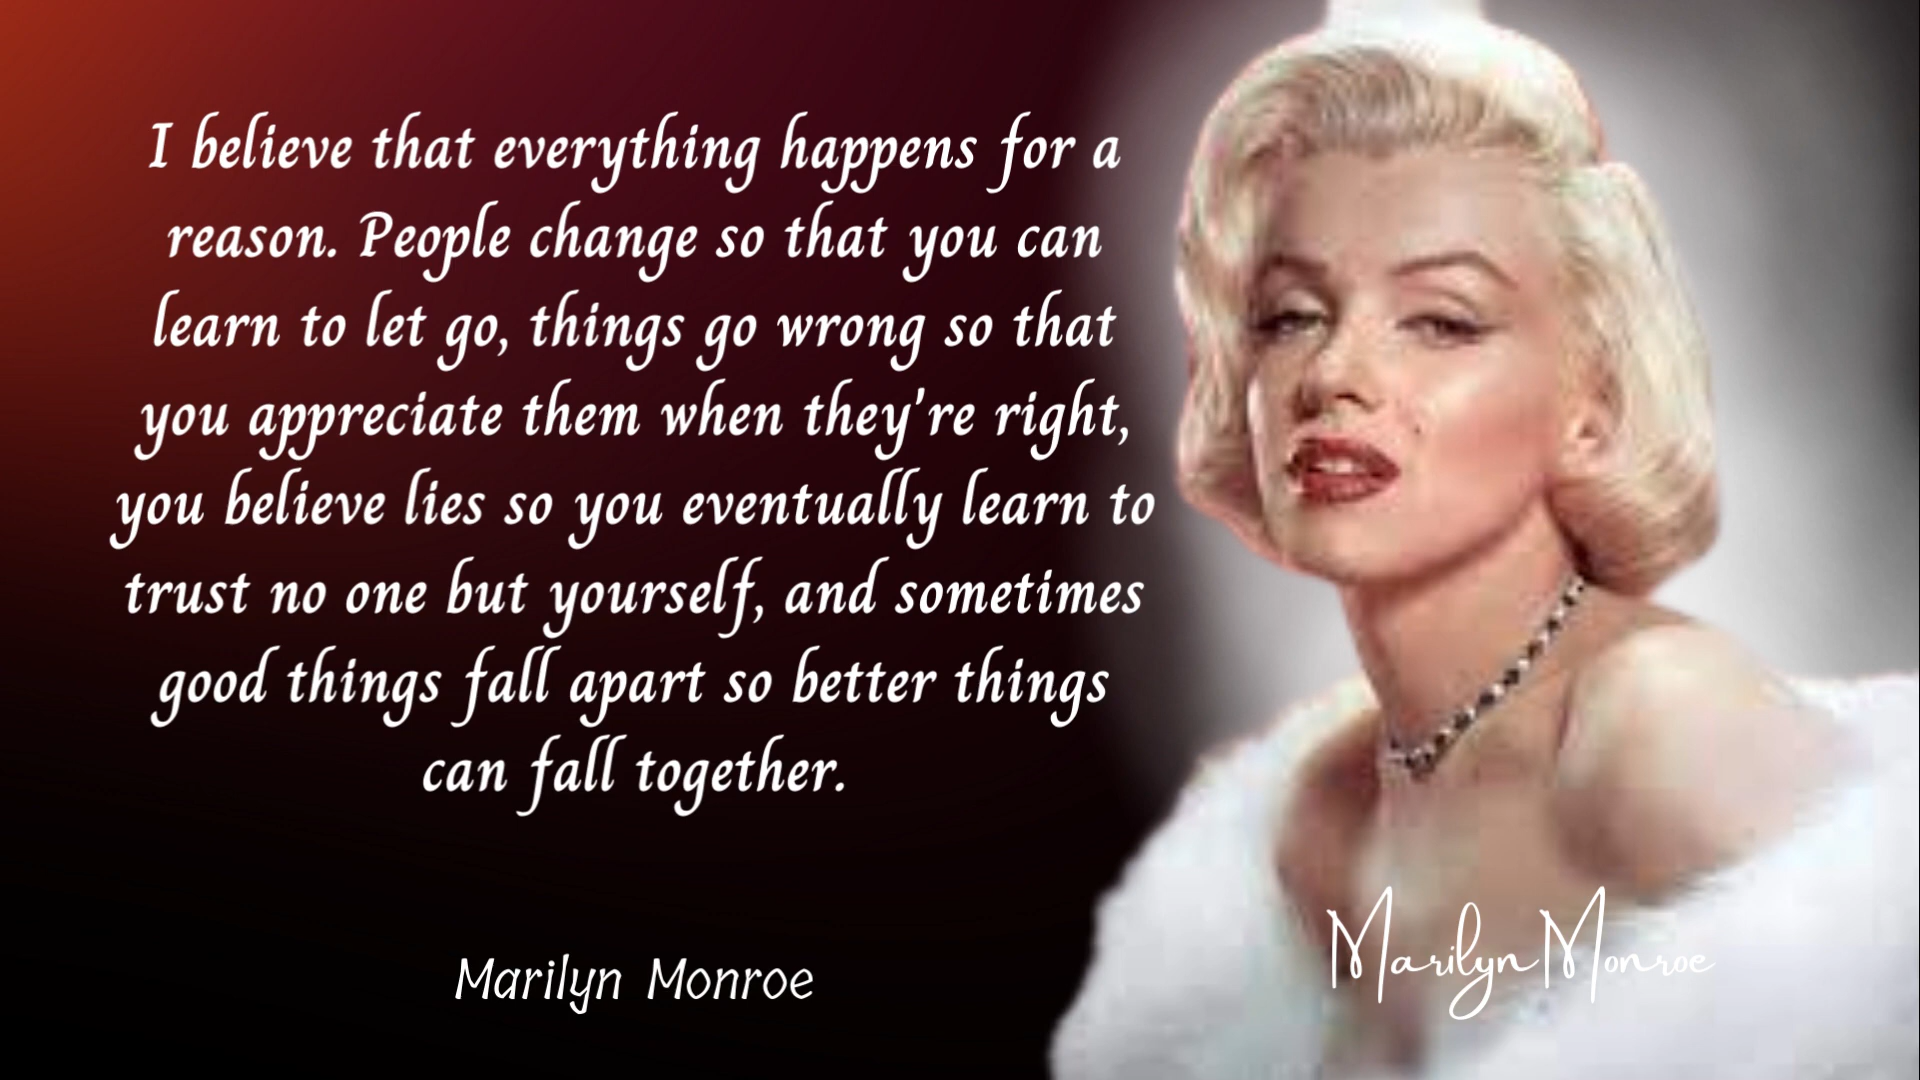 I believe that everything happens for a
reason. People change so that you can
learn to let go, things go wrong so that
you appreciate them when they're right,
you believe lies so you eventually learn to
trust no one but yourself, and sometimes
good things fall apart so better things
can fall together.
Marilyn Monroe
Marilyn Monroe